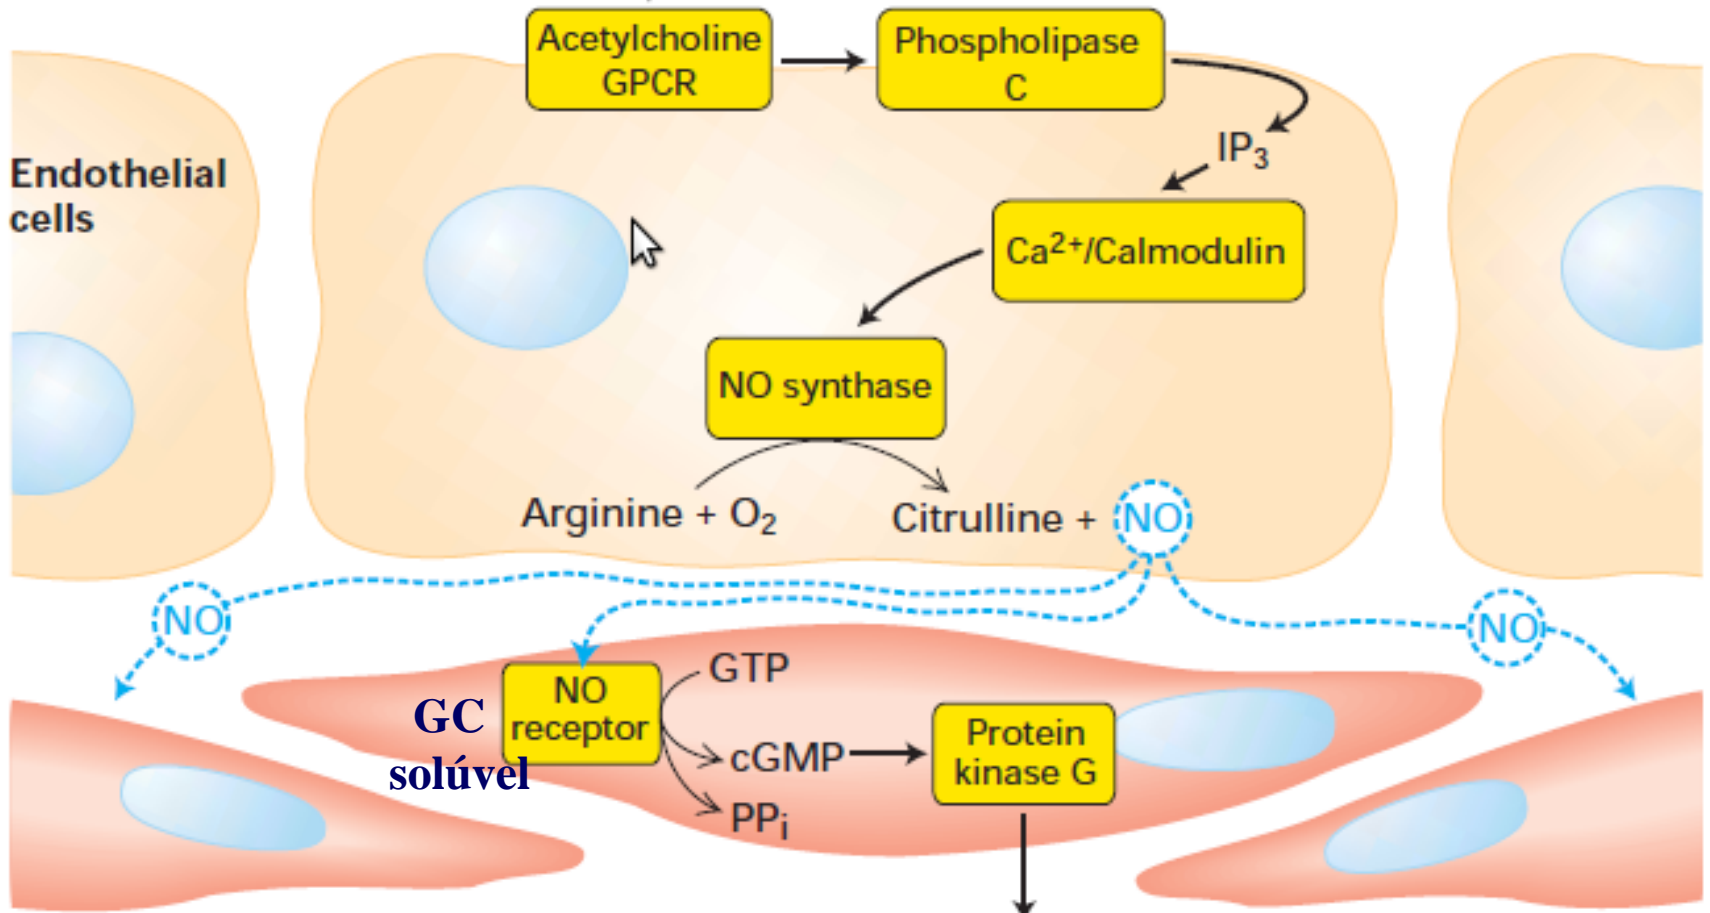 Acetylcholine
GPCR
Phospholipase
C
IP₃
Endothelial
cells
Ca²⁺/Calmodulin
NO synthase
Arginine + O₂
Citrulline + NO
NO
NO
GC
solúvel
NO
receptor
GTP
cGMP
PPᵢ
Protein
kinase G